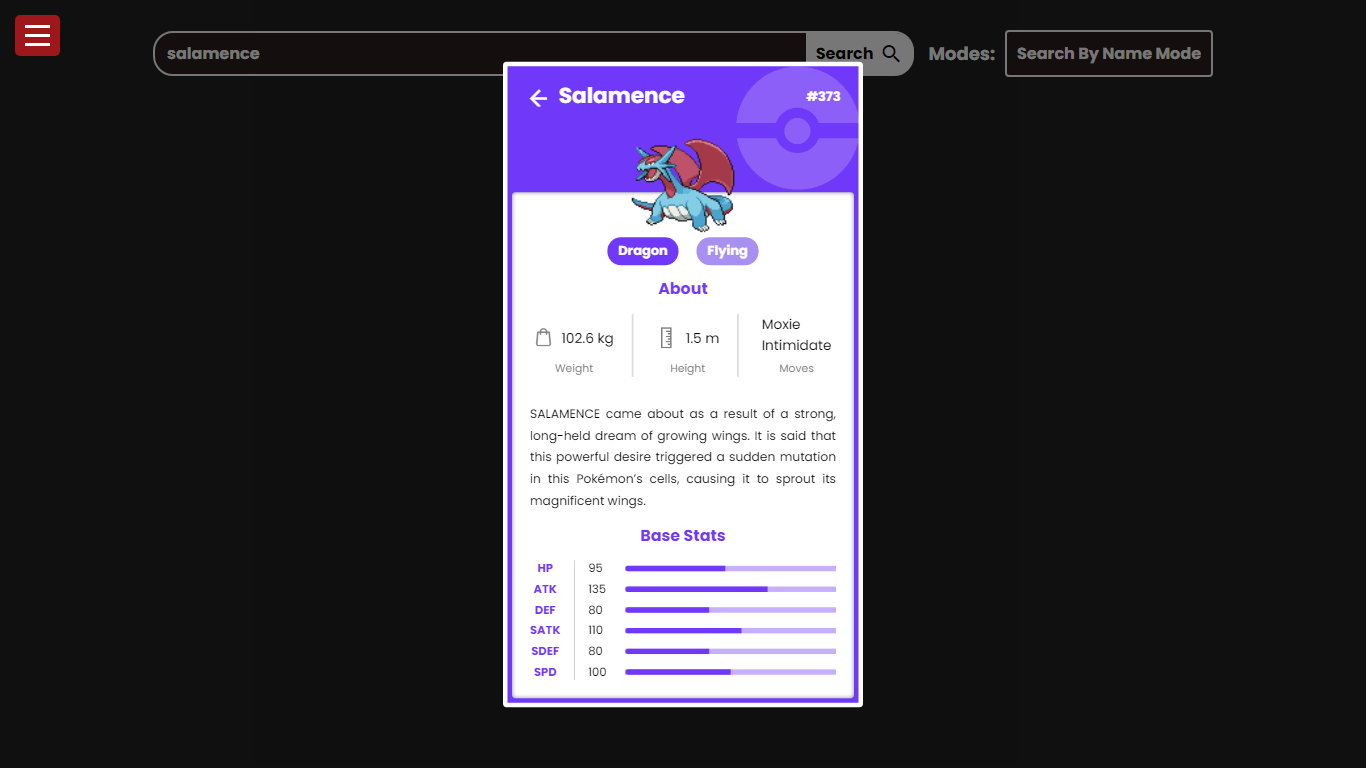 salamence
Search
Modes:
Search By Name Mode
Salamence
#373
Dragon
Flying
About
102.6 kg
Weight
1.5 m
Height
Moxie
Intimidate
Moves
SALAMENCE came about as a result of a strong,
long-held dream of growing wings. It is said that
this powerful desire triggered a sudden mutation
in this Pokémon's cells, causing it to sprout its
magnificent wings.
Base Stats
HP 95
ATK 135
DEF 80
SATK 110
SDEF 80
SPD 100